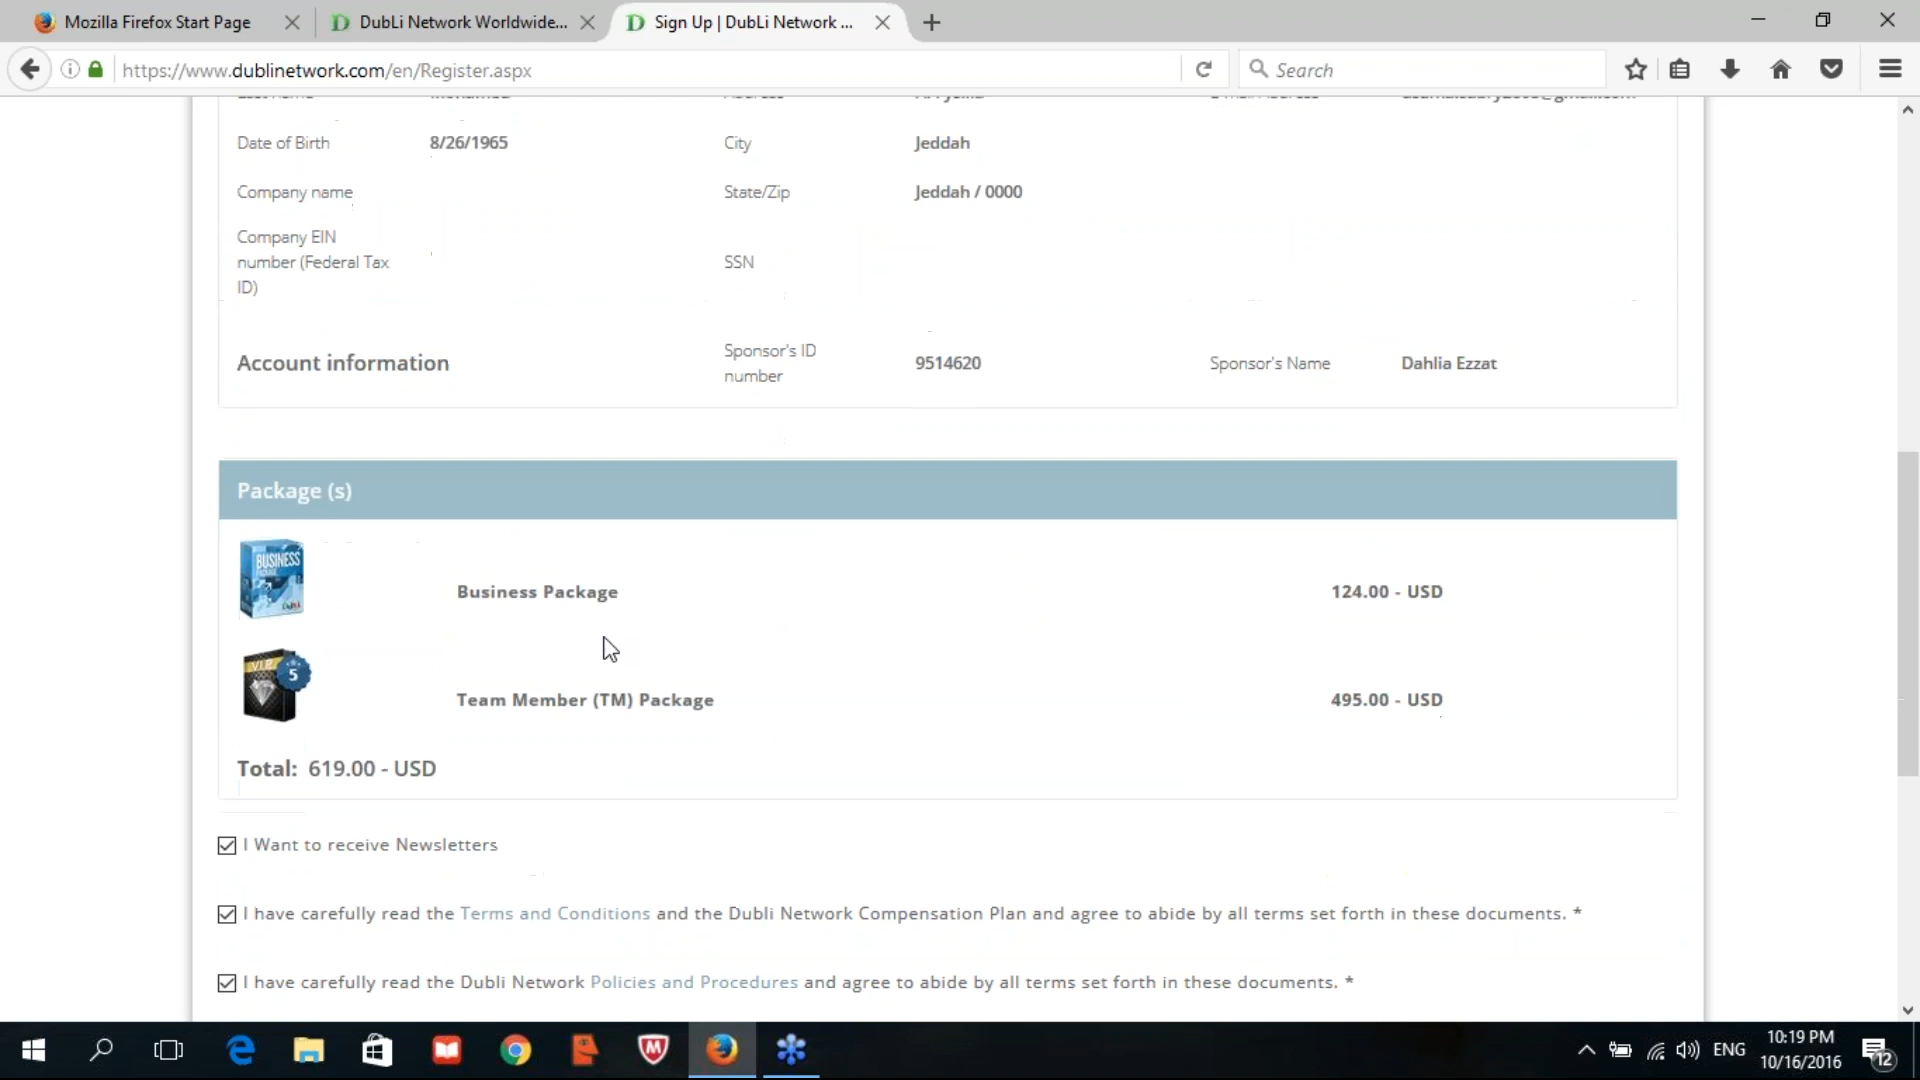 Mozilla Firefox Start Page
DubLi Network Worldwide...
Sign Up | DubLi Network ...
https://www.dublinetwork.com/en/Register.aspx
Search
Date of Birth 8/26/1965 City Jeddah
Company name State/Zip Jeddah / 0000
Company EIN
number (Federal Tax SSN
ID)
Account information Sponsor's ID number 9514620 Sponsor's Name Dahlia Ezzat
Package (s)
BUSINESS
Business Package 124.00 - USD
V.I.P.
5
Team Member (TM) Package 495.00 - USD
Total: 619.00 - USD
I Want to receive Newsletters
I have carefully read the Terms and Conditions and the Dubli Network Compensation Plan and agree to abide by all terms set forth in these documents. *
I have carefully read the Dubli Network Policies and Procedures and agree to abide by all terms set forth in these documents. *
ENG
10:19 PM
10/16/2016
12